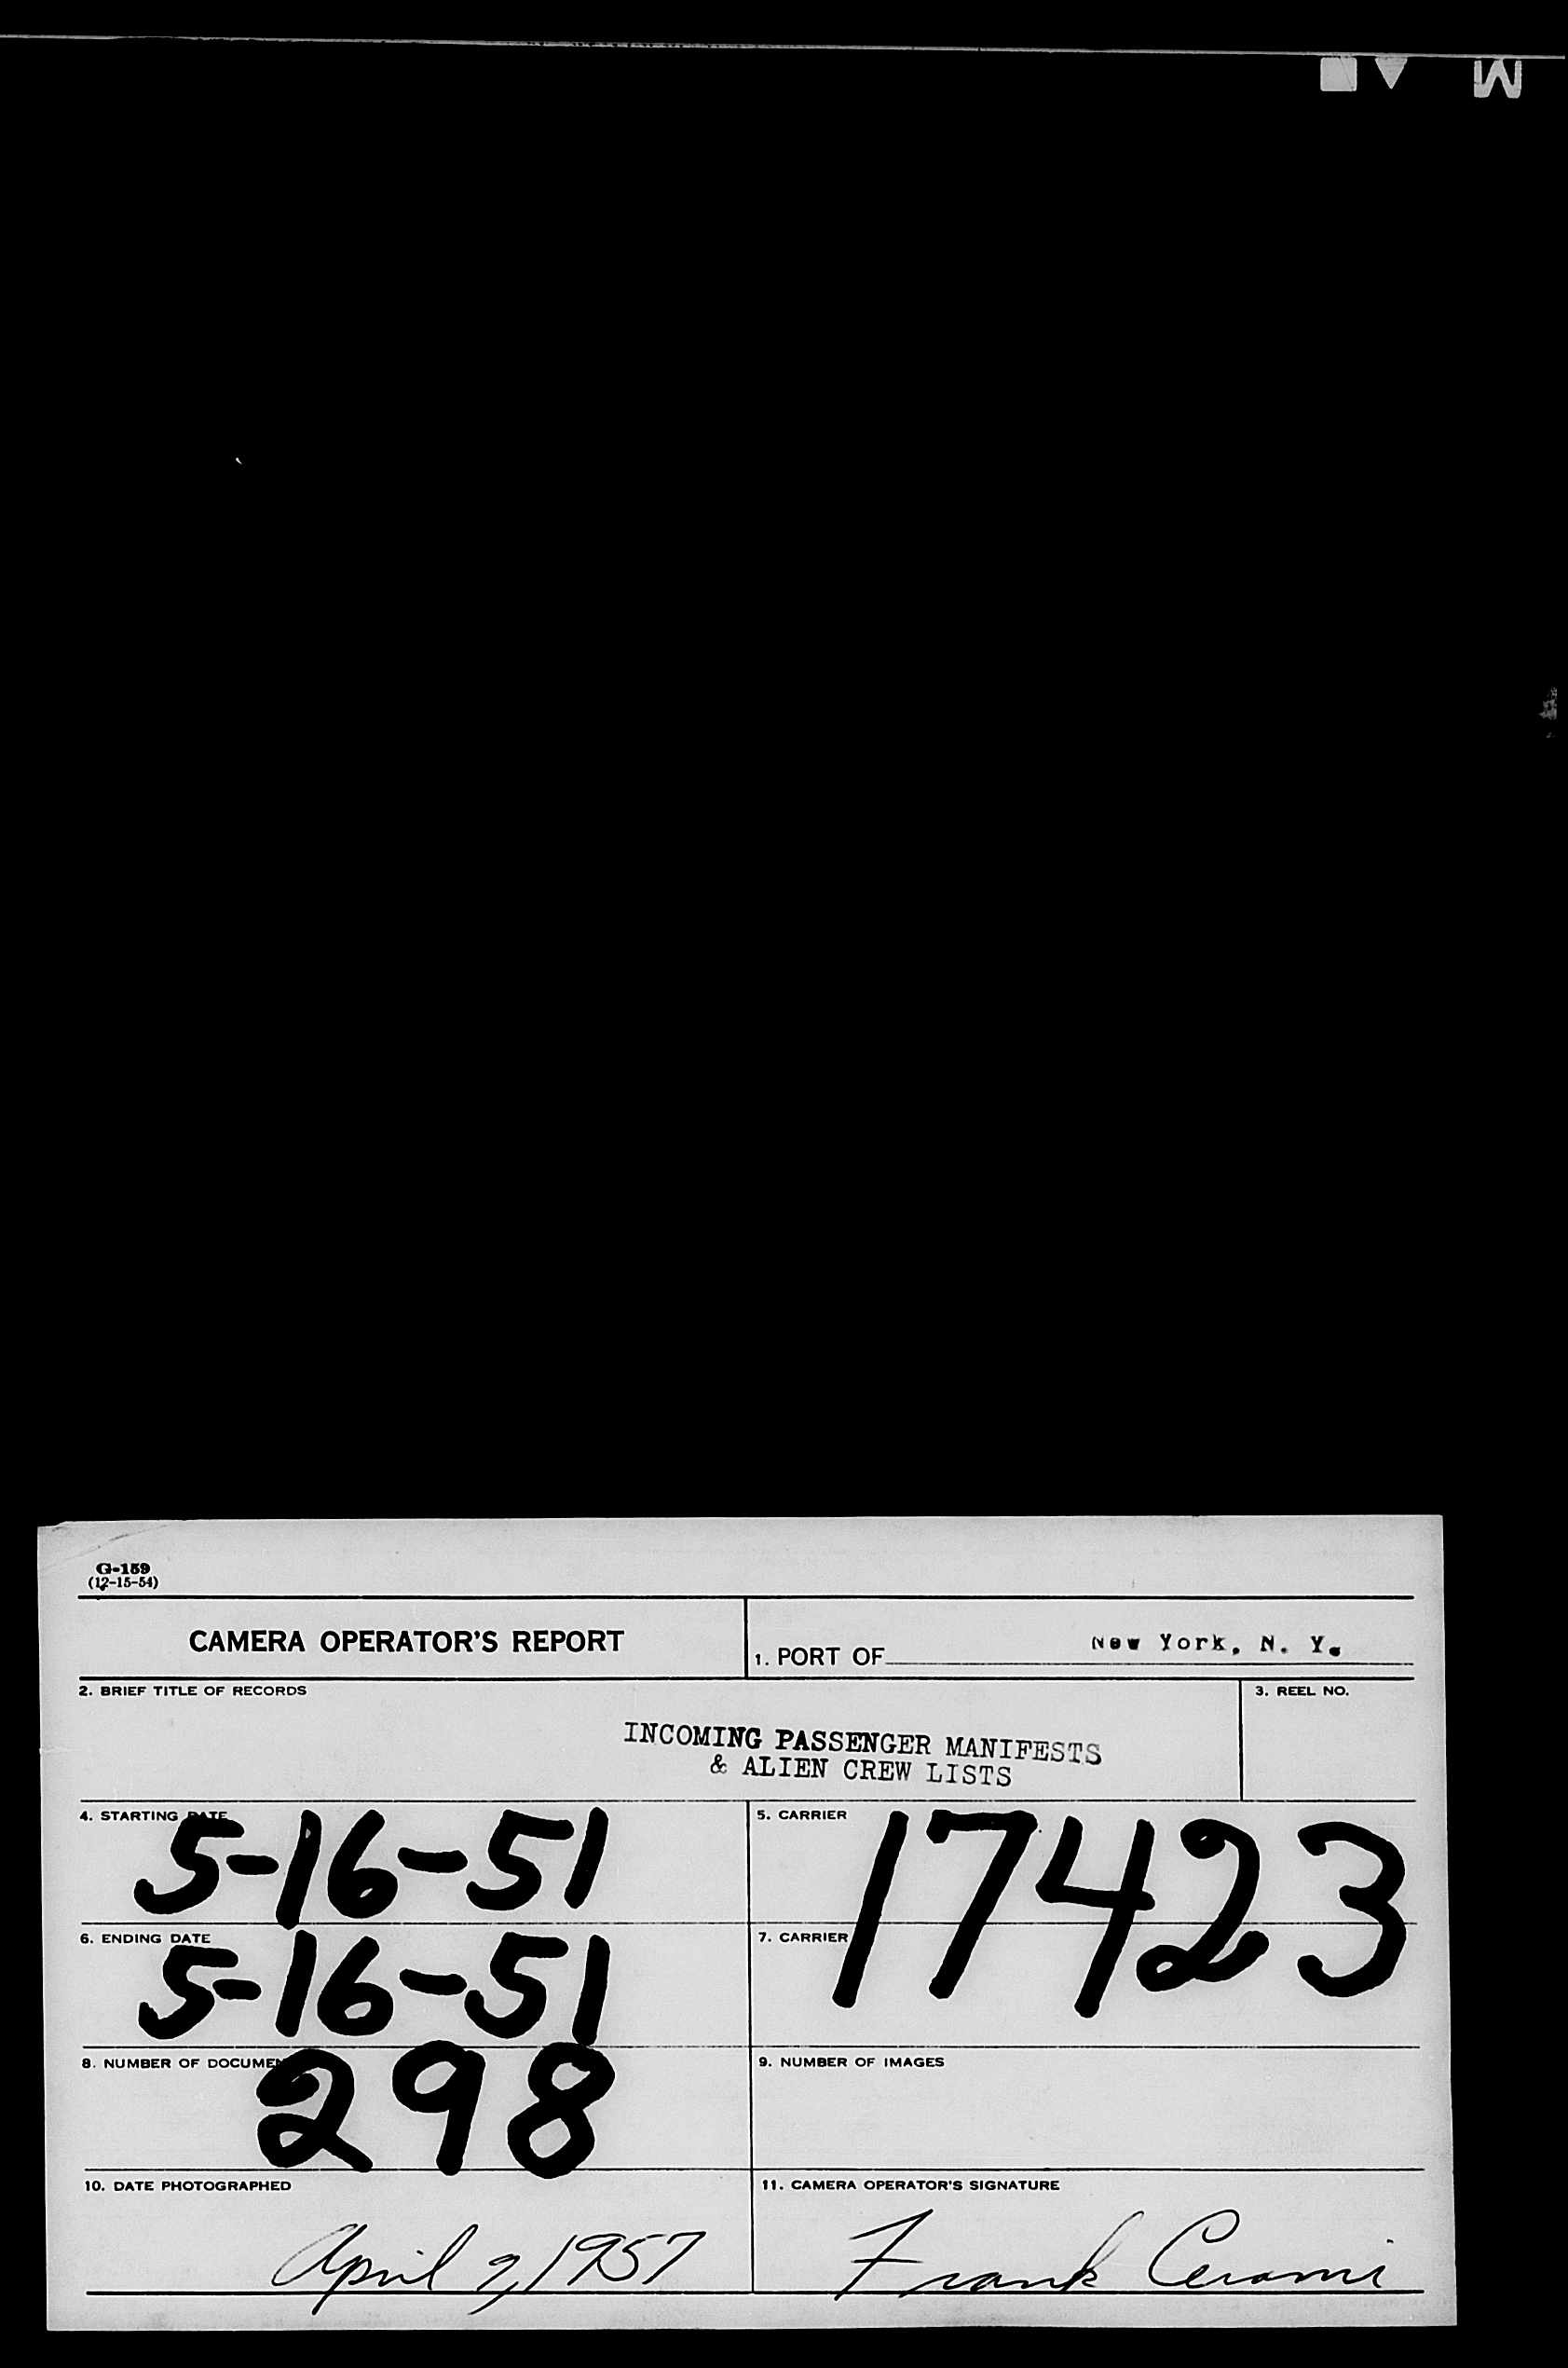 M
G-159
(12-15-54)
CAMERA OPERATOR'S REPORT
1. PORT OF New York, N. Y.
2. BRIEF TITLE OF RECORDS
3. REEL NO.
INCOMING PASSENGER MANIFESTS
& ALIEN CREW LISTS
4. STARTING DATE
5-16-51
5. CARRIER
17423
6. ENDING DATE
5-16-51
7. CARRIER
8. NUMBER OF DOCUMEN
298
9. NUMBER OF IMAGES
10. DATE PHOTOGRAPHED
April 2, 1957
11. CAMERA OPERATOR'S SIGNATURE
Frank Cerami